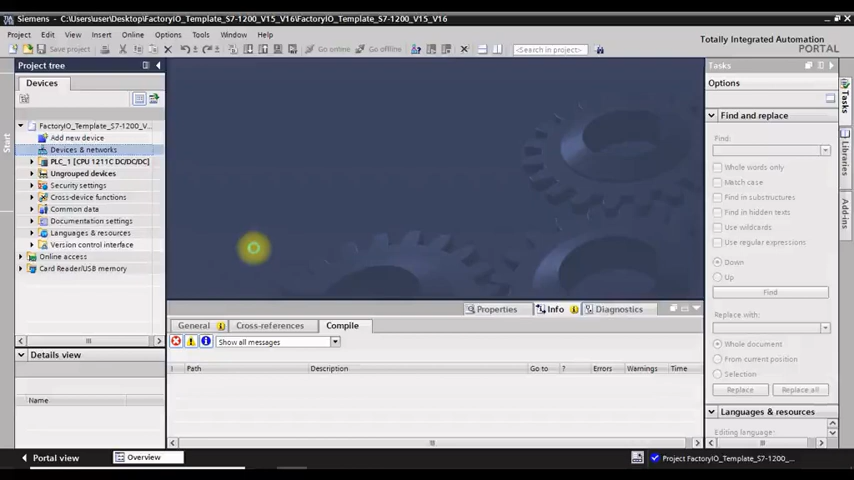 Siemens - C:\Users\user\Desktop\FactoryIO_Template_S7-1200_V15_V16\FactoryIO_Template_S7-1200_V15_V16
Project Edit View Insert Online Options Tools Window Help
Totally Integrated Automation
PORTAL
Save project
Go online
Go offline
<Search in project>
Project tree
Devices
FactoryIO_Template_S7-1200_V...
Add new device
Devices & networks
PLC_1 [CPU 1211C DC/DC/DC]
Ungrouped devices
Security settings
Cross-device functions
Common data
Documentation settings
Languages & resources
Version control interface
Online access
Card Reader/USB memory
Details view
Name
Start
Properties
Info
Diagnostics
General
Cross-references
Compile
Show all messages
! Path Description Go to ? Errors Warnings Time
Tasks
Options
Find and replace
Find:
Whole words only
Match case
Find in substructures
Find in hidden texts
Use wildcards
Use regular expressions
Down
Up
Find
Replace with:
Whole document
From current position
Selection
Replace
Replace all
Languages & resources
Editing language:
Tasks
Libraries
Add-ins
Portal view
Overview
Project FactoryIO_Template_S7-1200_...